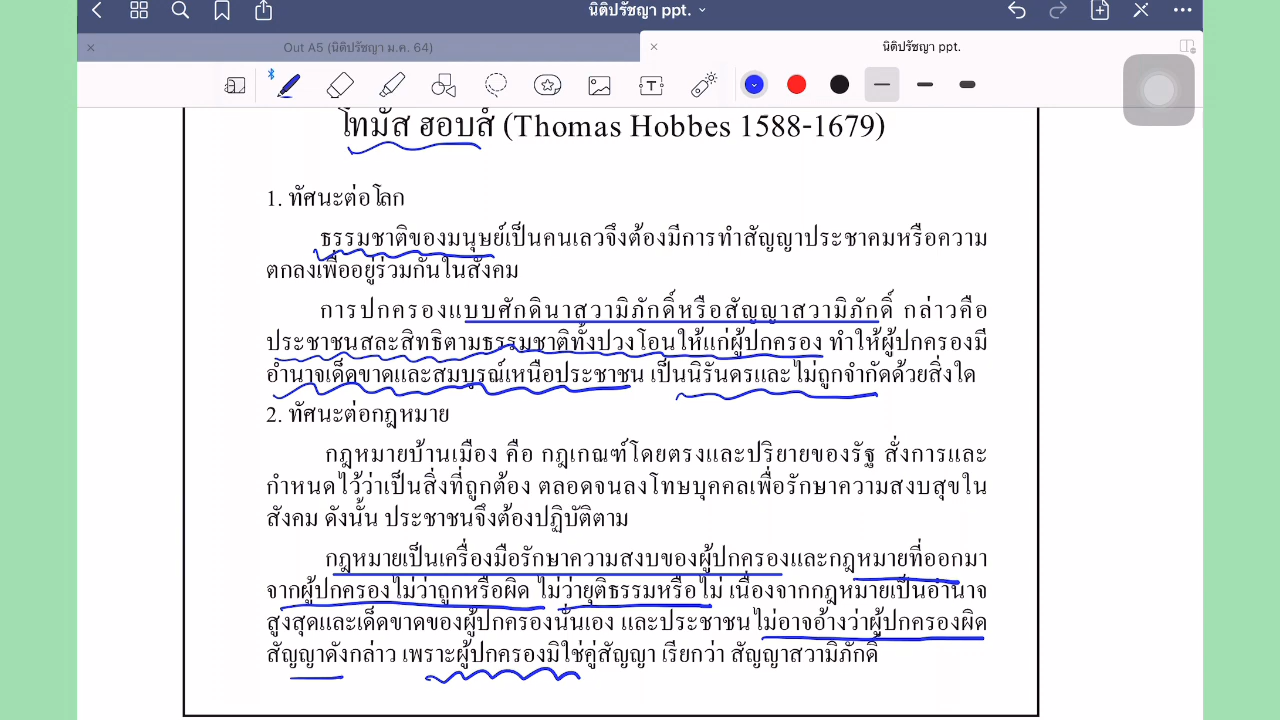 นิติปรัชญา ppt.
Out A5 (นิติปรัชญา ม.ค. 64)
นิติปรัชญา ppt.
โทมัส ฮอบส์ (Thomas Hobbes 1588-1679)
1. ทัศนะต่อโลก
ธรรมชาติของมนุษย์เป็นคนเลวจึงต้องมีการทำสัญญาประชาคมหรือความ
ตกลงเพื่ออยู่ร่วมกันในสังคม
การปกครองแบบศักดินาสวามิภักดิ์หรือสัญญาสวามิภักดิ์ กล่าวคือ
ประชาชนสละสิทธิตามธรรมชาติทั้งปวงโอนให้แก่ผู้ปกครอง ทำให้ผู้ปกครองมี
อำนาจเด็ดขาดและสมบูรณ์เหนือประชาชน เป็นนิรันดรและไม่ถูกจำกัดด้วยสิ่งใด
2. ทัศนะต่อกฎหมาย
กฎหมายบ้านเมือง คือ กฎเกณฑ์โดยตรงและปริยายของรัฐ สั่งการและ
กำหนดไว้ว่าเป็นสิ่งที่ถูกต้อง ตลอดจนลงโทษบุคคลเพื่อรักษาความสงบสุขใน
สังคม ดังนั้น ประชาชนจึงต้องปฏิบัติตาม
กฎหมายเป็นเครื่องมือรักษาความสงบของผู้ปกครองและกฎหมายที่ออกมา
จากผู้ปกครองไม่ว่าถูกหรือผิด ไม่ว่ายุติธรรมหรือไม่ เนื่องจากกฎหมายเป็นอำนาจ
สูงสุดและเด็ดขาดของผู้ปกครองนั่นเอง และประชาชนไม่อาจอ้างว่าผู้ปกครองผิด
สัญญาดังกล่าว เพราะผู้ปกครองมิใช่คู่สัญญา เรียกว่า สัญญาสวามิภักดิ์